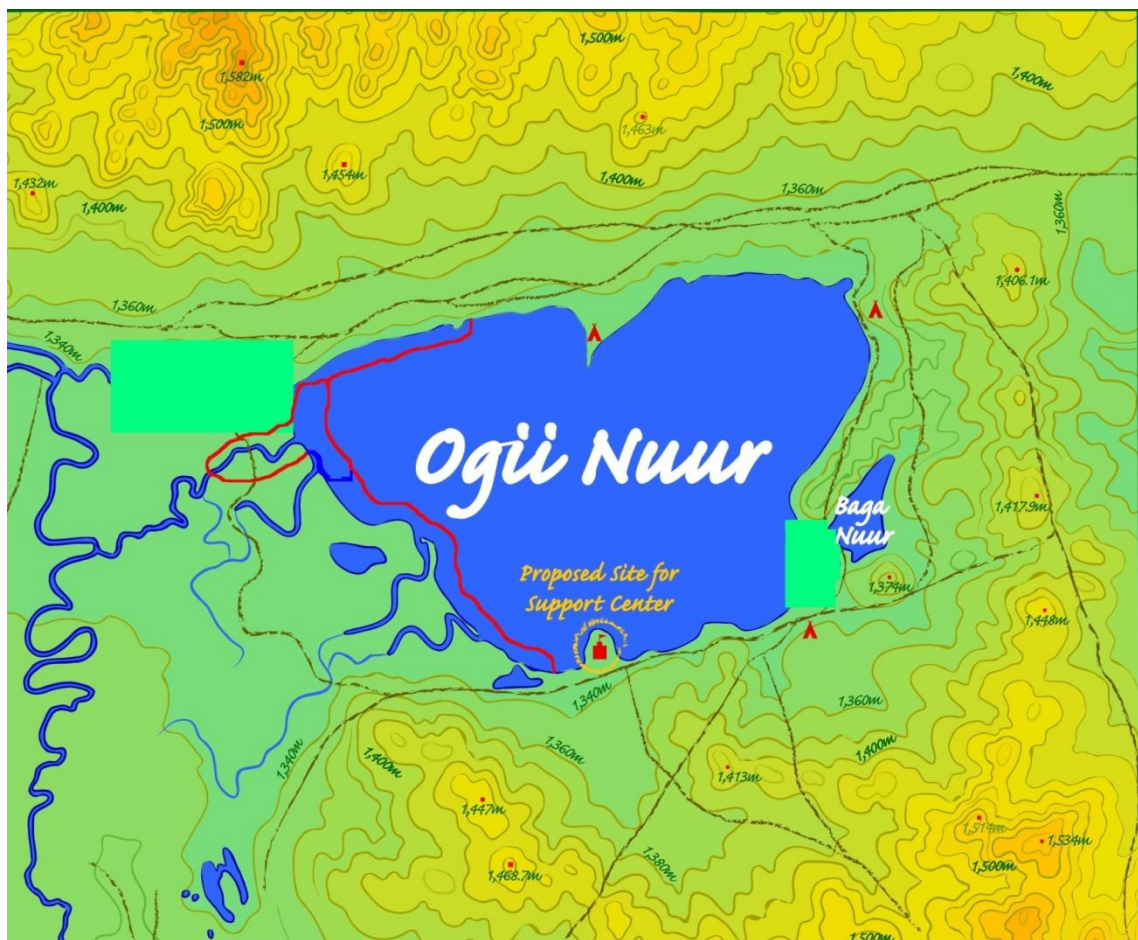 1,500m
1,582m
1,400m
1,500m
1,463m
1,454m
1,432m
1,400m
1,400m
1,360m
1,360m
1,406.1m
1,360m
1,340m
Ogii Nuur
Baga
Nuur
1,417.9m
Proposed Site for
Support Center
1,374m
1,448m
1,340m
1,360m
1,360m
1,400m
1,340m
1,400m
1,413m
1,447m
1,514m
1,534m
1,380m
1,468.7m
1,500m
1,500m